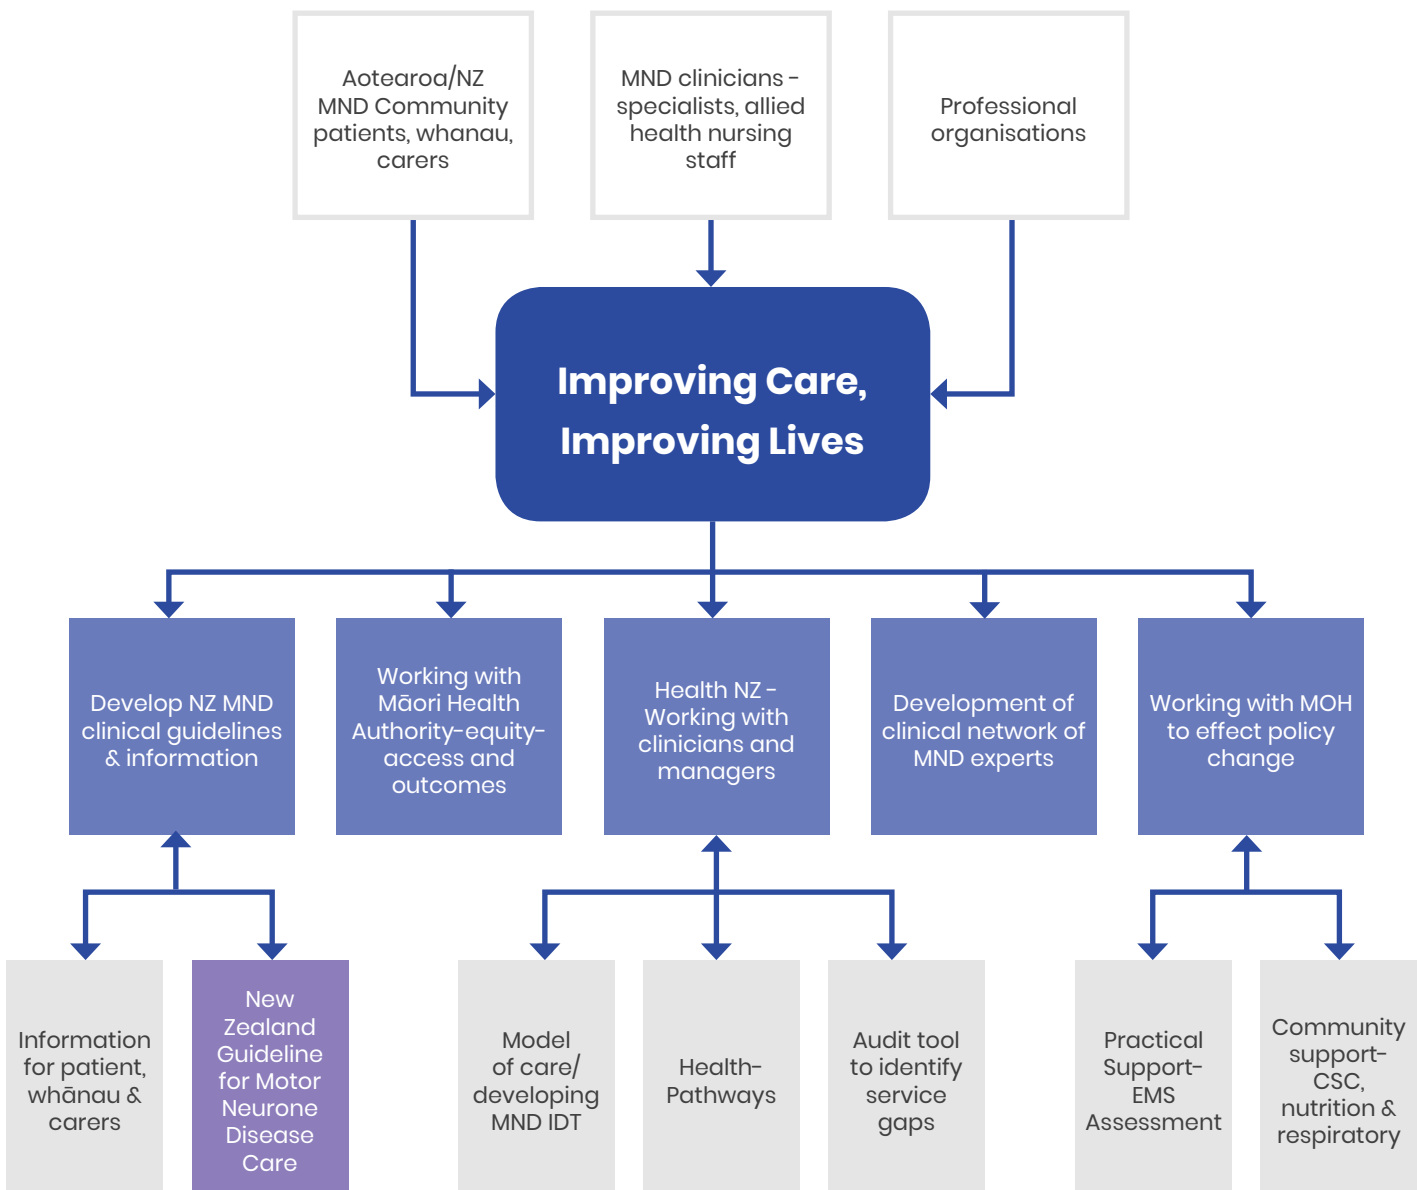 Aotearoa/NZ
MND Community
patients, whanau,
carers
MND clinicians -
specialists, allied
health nursing
staff
Professional
organisations
Improving Care,
Improving Lives
Develop NZ MND
clinical guidelines
& information
Working with
Māori Health
Authority-equity-
access and
outcomes
Health NZ -
Working with
clinicians and
managers
Development of
clinical network of
MND experts
Working with MOH
to effect policy
change
Information
for patient,
whānau &
carers
New
Zealand
Guideline
for Motor
Neurone
Disease
Care
Model
of care/
developing
MND IDT
Health-
Pathways
Audit tool
to identify
service
gaps
Practical
Support-
EMS
Assessment
Community
support-
CSC,
nutrition &
respiratory